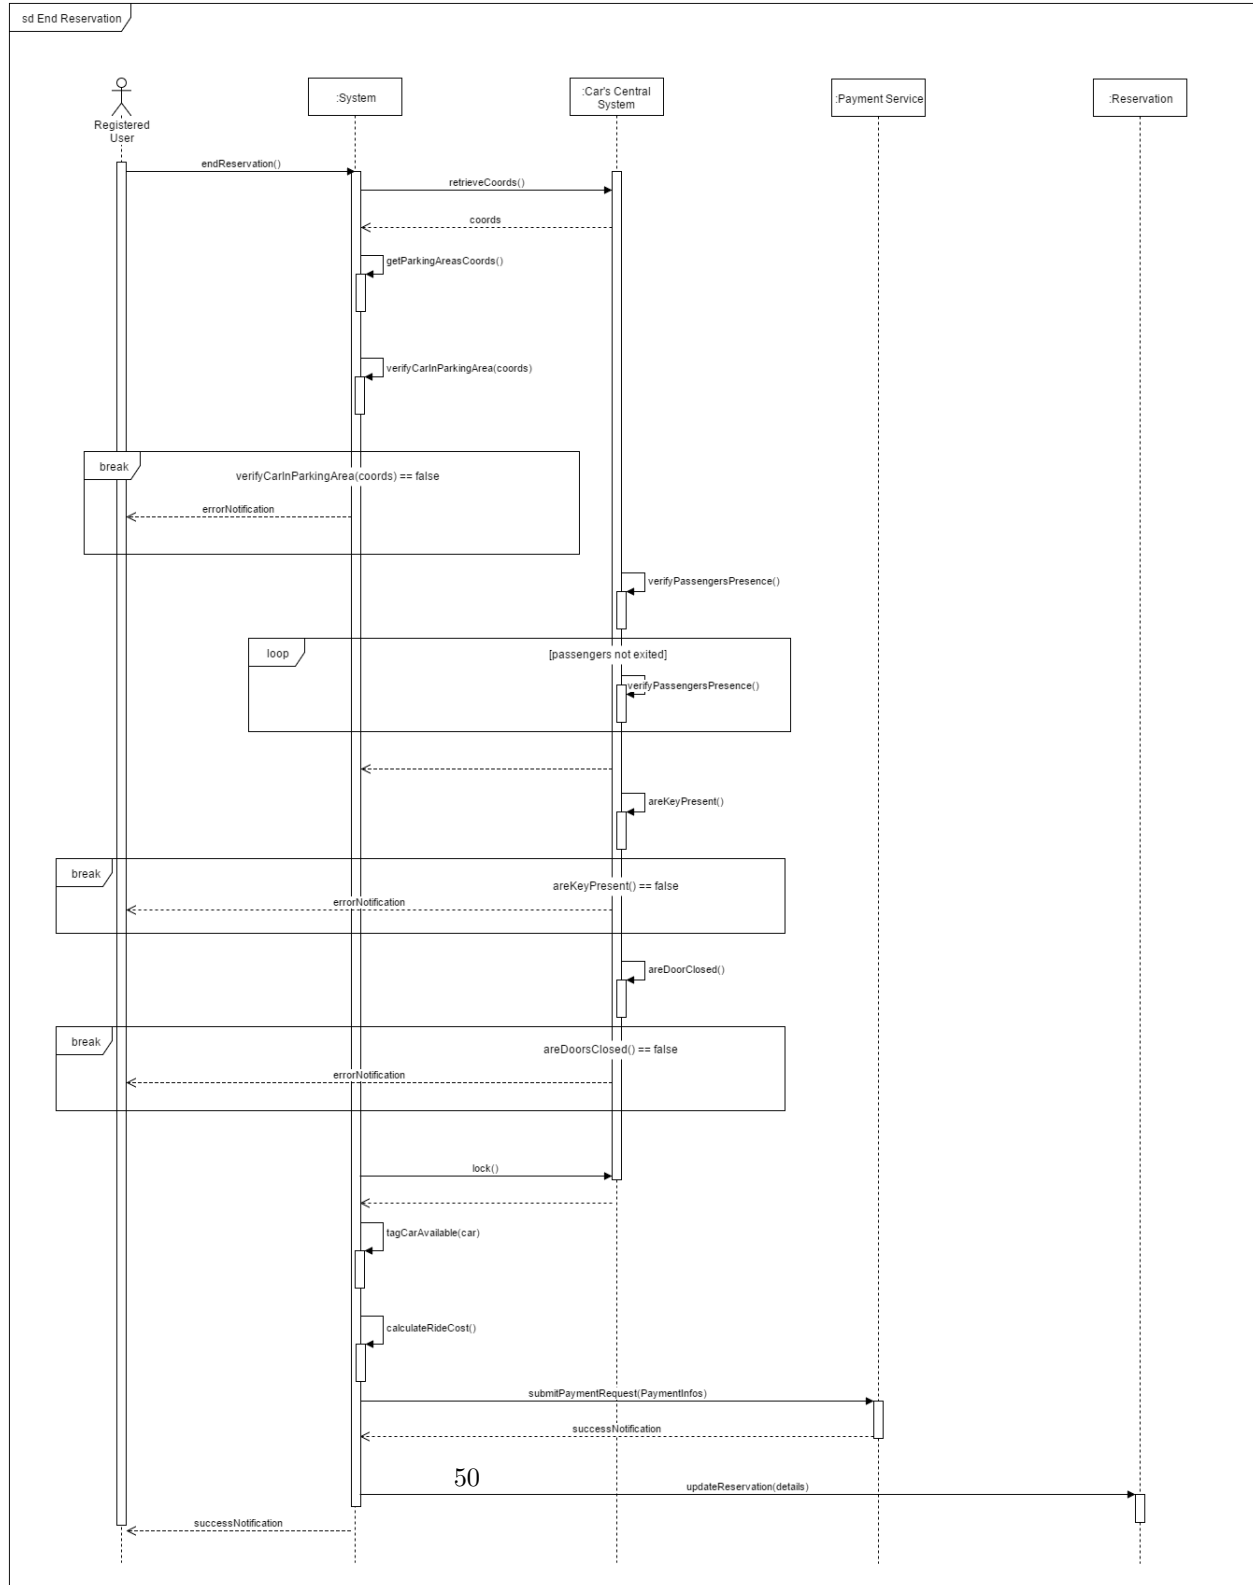 sd End Reservation
Registered
User
:System
:Car's Central
System
:Payment Service
:Reservation
endReservation()
retrieveCoords()
coords
getParkingAreasCoords()
verifyCarInParkingArea(coords)
break
verifyCarInParkingArea(coords) == false
errorNotification
verifyPassengersPresence()
loop
[passengers not exited]
verifyPassengersPresence()
areKeyPresent()
break
areKeyPresent() == false
errorNotification
areDoorClosed()
break
areDoorsClosed() == false
errorNotification
lock()
tagCarAvailable(car)
calculateRideCost()
submitPaymentRequest(PaymentInfos)
successNotification
50
updateReservation(details)
successNotification